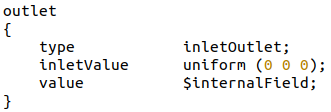 outlet
{
    type            inletOutlet;
    inletValue      uniform (0 0 0);
    value           $internalField;
}